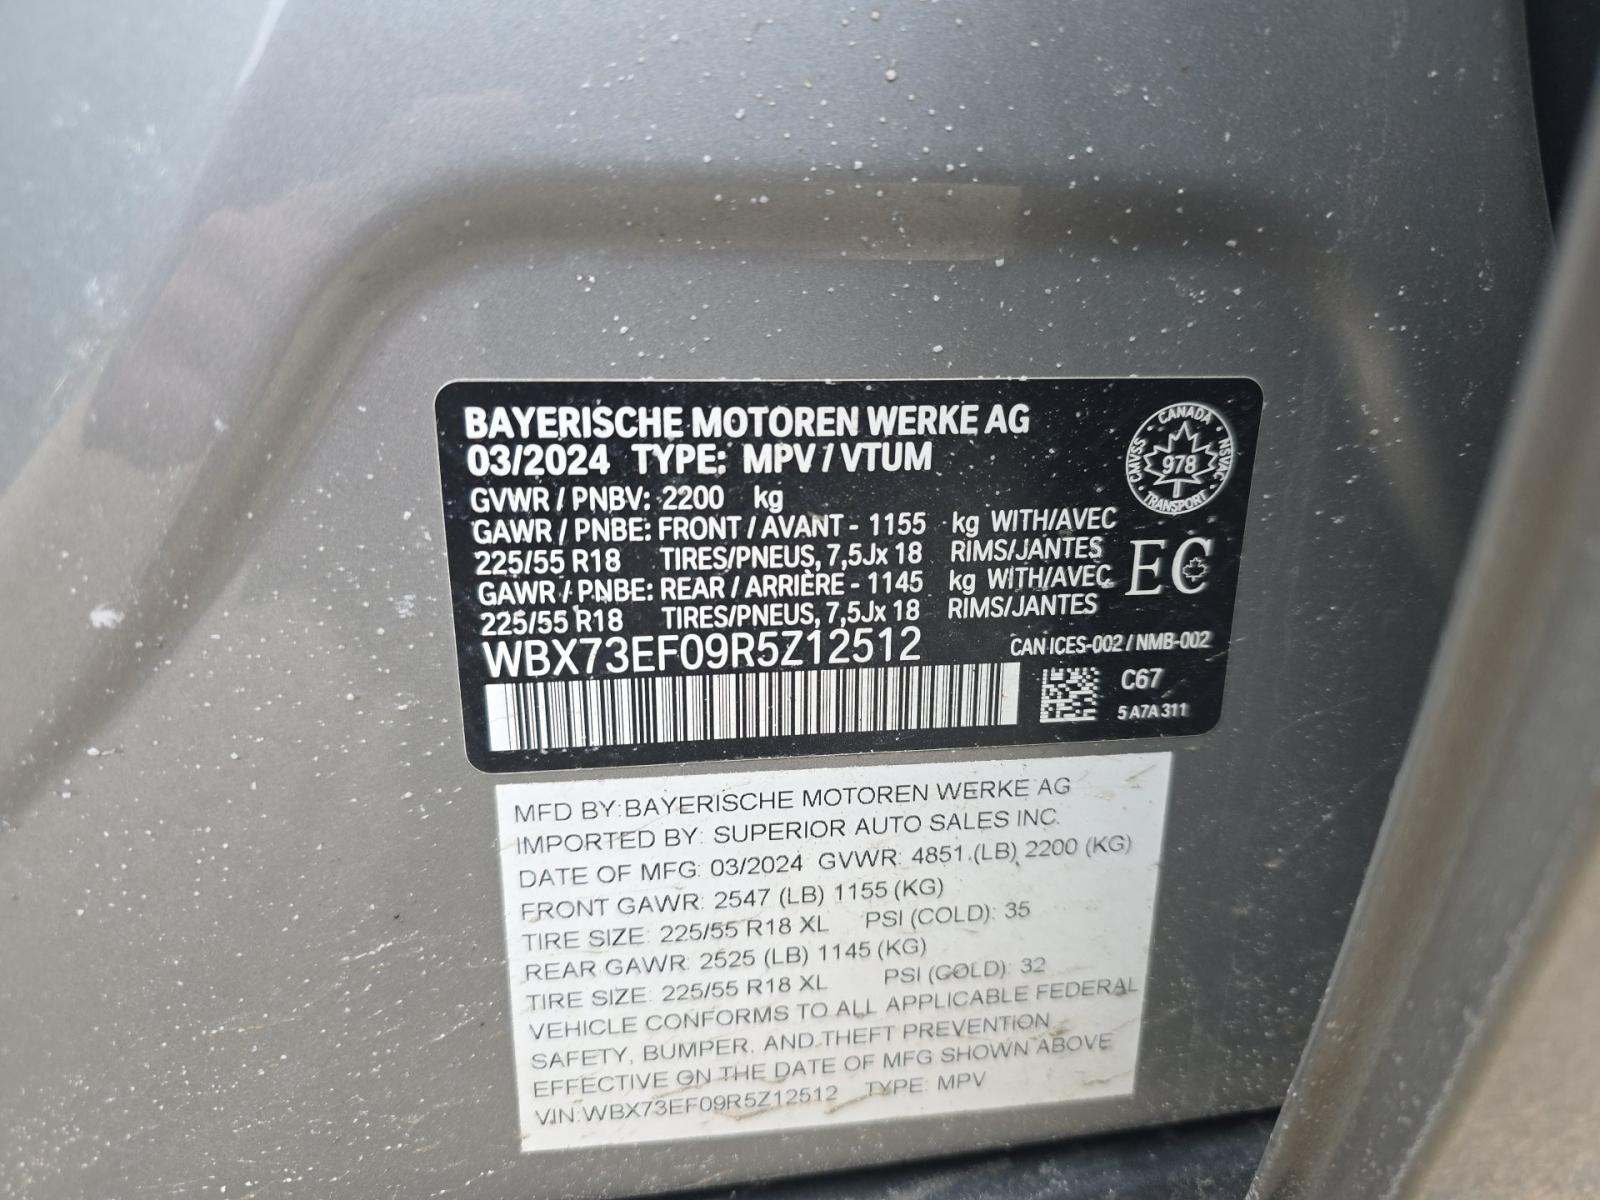 BAYERISCHE MOTOREN WERKE AG
03/2024 TYPE: MPV / VTUM
GVWR / PNBV: 2200 kg
GAWR / PNBE: FRONT / AVANT - 1155 kg WITH/AVEC
225/55 R18 TIRES/PNEUS, 7,5Jx 18 RIMS/JANTES
GAWR / PNBE: REAR / ARRIÈRE - 1145 kg WITH/AVEC
225/55 R18 TIRES/PNEUS, 7,5Jx 18 RIMS/JANTES
WBX73EF09R5Z12512
CANADA
CMVSS
978
NSVAC
TRANSPORT
EC
CAN ICES-002 / NMB-002
C67
5 A7A 311
MFD BY:BAYERISCHE MOTOREN WERKE AG
IMPORTED BY: SUPERIOR AUTO SALES INC.
DATE OF MFG: 03/2024 GVWR: 4851 (LB) 2200 (KG)
FRONT GAWR: 2547 (LB) 1155 (KG)
TIRE SIZE: 225/55 R18 XL PSI (COLD): 35
REAR GAWR: 2525 (LB) 1145 (KG)
TIRE SIZE: 225/55 R18 XL PSI (COLD): 32
VEHICLE CONFORMS TO ALL APPLICABLE FEDERAL
SAFETY, BUMPER, AND THEFT PREVENTION
EFFECTIVE ON THE DATE OF MFG SHOWN ABOVE
VIN:WBX73EF09R5Z12512 TYPE: MPV